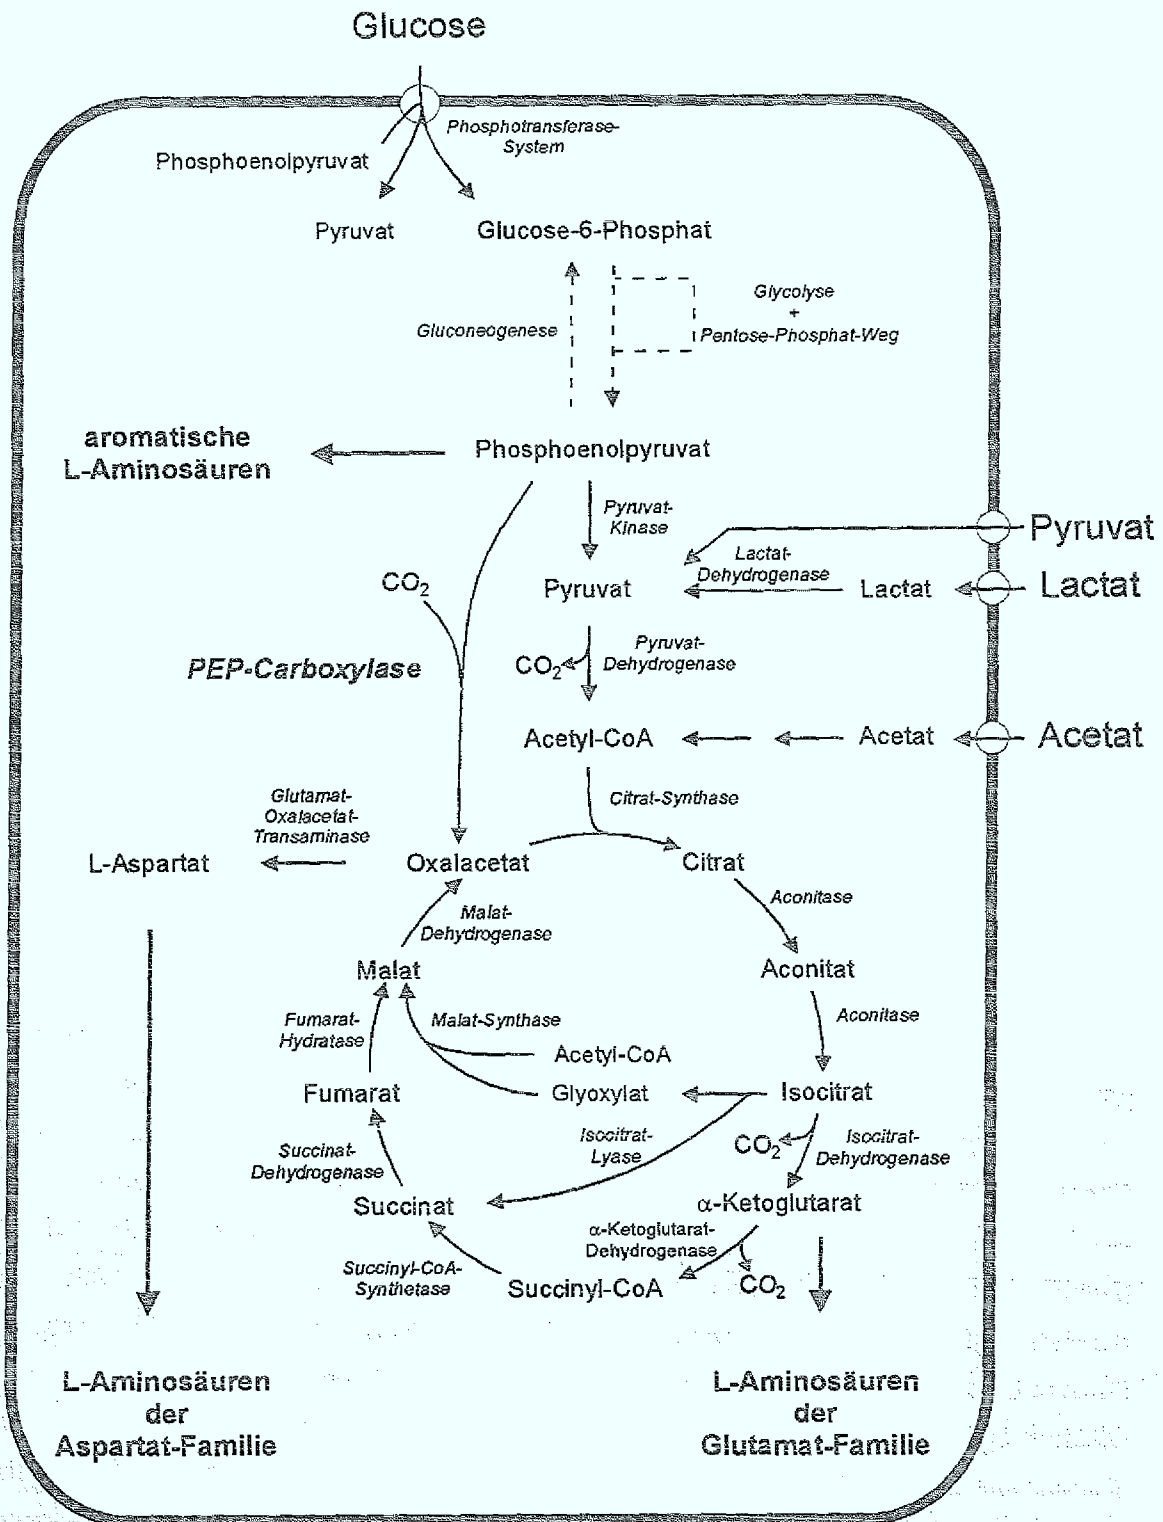 Glucose
Phosphotransferase-
System
Phosphoenolpyruvat
Pyruvat
Glucose-6-Phosphat
Gluconeogenese
Glycolyse
+
Pentose-Phosphat-Weg
aromatische
L-Aminosäuren
Phosphoenolpyruvat
Pyruvat-
Kinase
Pyruvat
CO2
Pyruvat
Lactat-
Dehydrogenase
Lactat
Lactat
PEP-Carboxylase
CO2
Pyruvat-
Dehydrogenase
Acetyl-CoA
Acetat
Acetat
Citrat-Synthase
Glutamat-
Oxalacetat-
Transaminase
L-Aspartat
Oxalacetat
Citrat
Malat-
Dehydrogenase
Aconitase
Malat
Aconitat
Fumarat-
Hydratase
Malat-Synthase
Aconitase
Acetyl-CoA
Fumarat
Glyoxylat
Isocitrat
Succinat-
Dehydrogenase
Isocitrat-
Lyase
CO2
Isocitrat-
Dehydrogenase
Succinat
α-Ketoglutarat
α-Ketoglutarat-
Dehydrogenase
Succinyl-CoA-
Synthetase
Succinyl-CoA
CO2
L-Aminosäuren
der
Aspartat-Familie
L-Aminosäuren
der
Glutamat-Familie